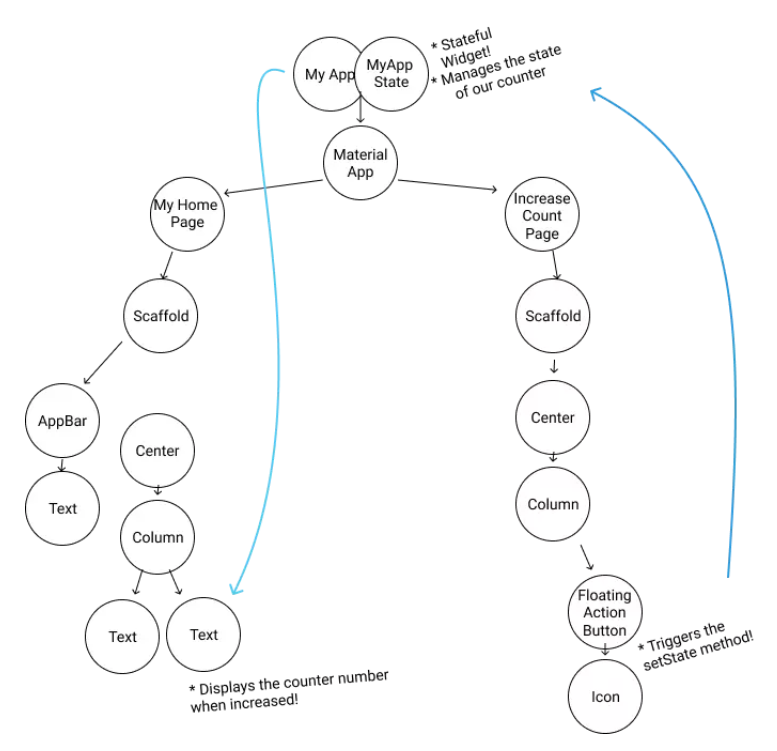 My App
MyApp
State
* Stateful
Widget!
* Manages the state
of our counter
Material
App
My Home
Page
Increase
Count
Page
Scaffold
Scaffold
AppBar
Center
Center
Text
Column
Column
Text
Text
Floating
Action
Button
* Triggers the
setState method!
Icon
* Displays the counter number
when increased!